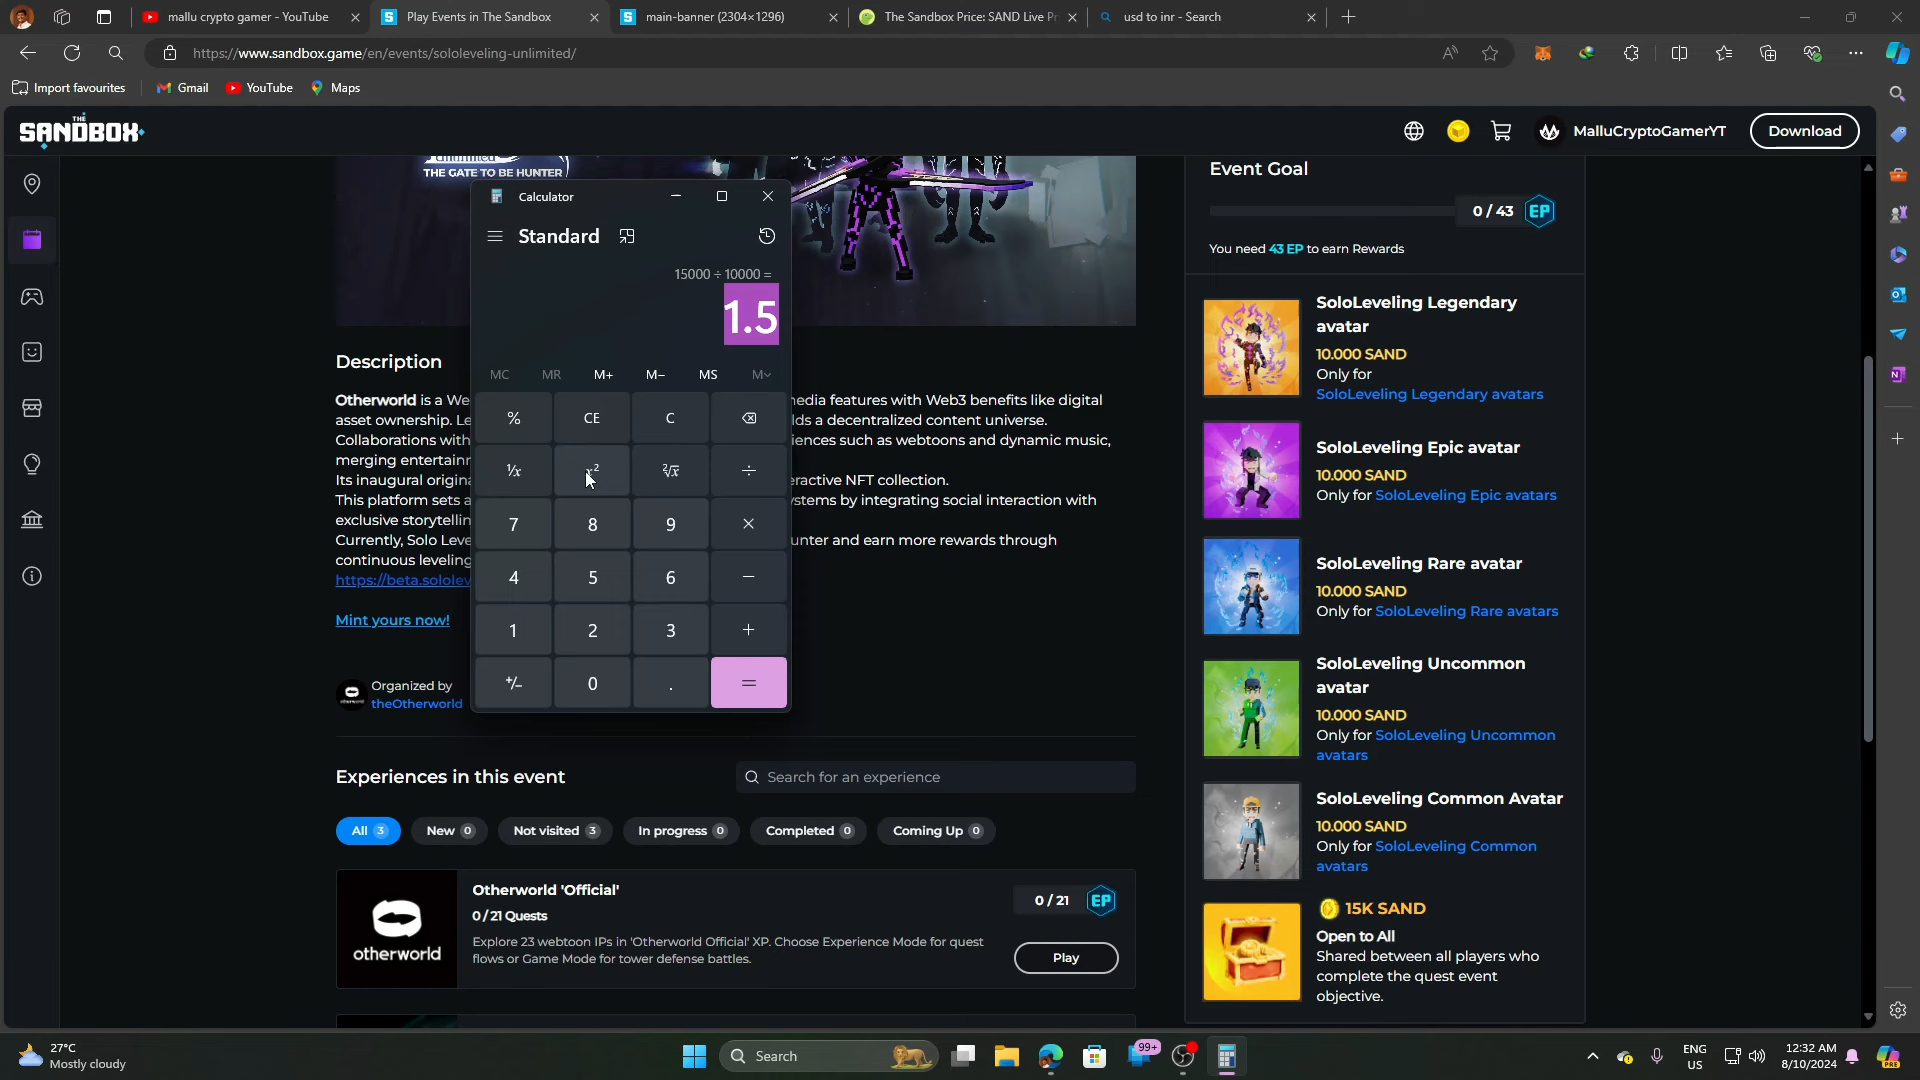 mallu crypto gamer - YouTube
Play Events in The Sandbox
main-banner (2304×1296)
The Sandbox Price: SAND Live Pr
usd to inr - Search
https://www.sandbox.game/en/events/sololeveling-unlimited/
Import favourites
Gmail
YouTube
Maps
THE
SANDBOX
MalluCryptoGamerYT
Download
THE GATE TO BE HUNTER
Calculator
Standard
15000 ÷ 10000 =
1.5
MC MR M+ M− MS M˅
% CE C
¹/x x² ²√x ÷
7 8 9 ×
4 5 6 −
1 2 3 +
+/− 0 . =
Event Goal
0 / 43 EP
You need 43 EP to earn Rewards
SoloLeveling Legendary
avatar
10.000 SAND
Only for
SoloLeveling Legendary avatars
SoloLeveling Epic avatar
10.000 SAND
Only for SoloLeveling Epic avatars
SoloLeveling Rare avatar
10.000 SAND
Only for SoloLeveling Rare avatars
SoloLeveling Uncommon
avatar
10.000 SAND
Only for SoloLeveling Uncommon
avatars
SoloLeveling Common Avatar
10.000 SAND
Only for SoloLeveling Common
avatars
15K SAND
Open to All
Shared between all players who
complete the quest event
objective.
Description
Otherworld is a We edia features with Web3 benefits like digital
asset ownership. Le lds a decentralized content universe.
Collaborations with iences such as webtoons and dynamic music,
merging entertainn
Its inaugural origina eractive NFT collection.
This platform sets a stems by integrating social interaction with
exclusive storytellin
Currently, Solo Leve unter and earn more rewards through
continuous leveling
https://beta.sololev
Mint yours now!
Organized by
theOtherworld
Experiences in this event
Search for an experience
All 3
New 0
Not visited 3
In progress 0
Completed 0
Coming Up 0
otherworld
Otherworld 'Official'
0 / 21 Quests
Explore 23 webtoon IPs in 'Otherworld Official' XP. Choose Experience Mode for quest
flows or Game Mode for tower defense battles.
0 / 21 EP
Play
27°C
Mostly cloudy
Search
99+
ENG
US
12:32 AM
8/10/2024
PRE